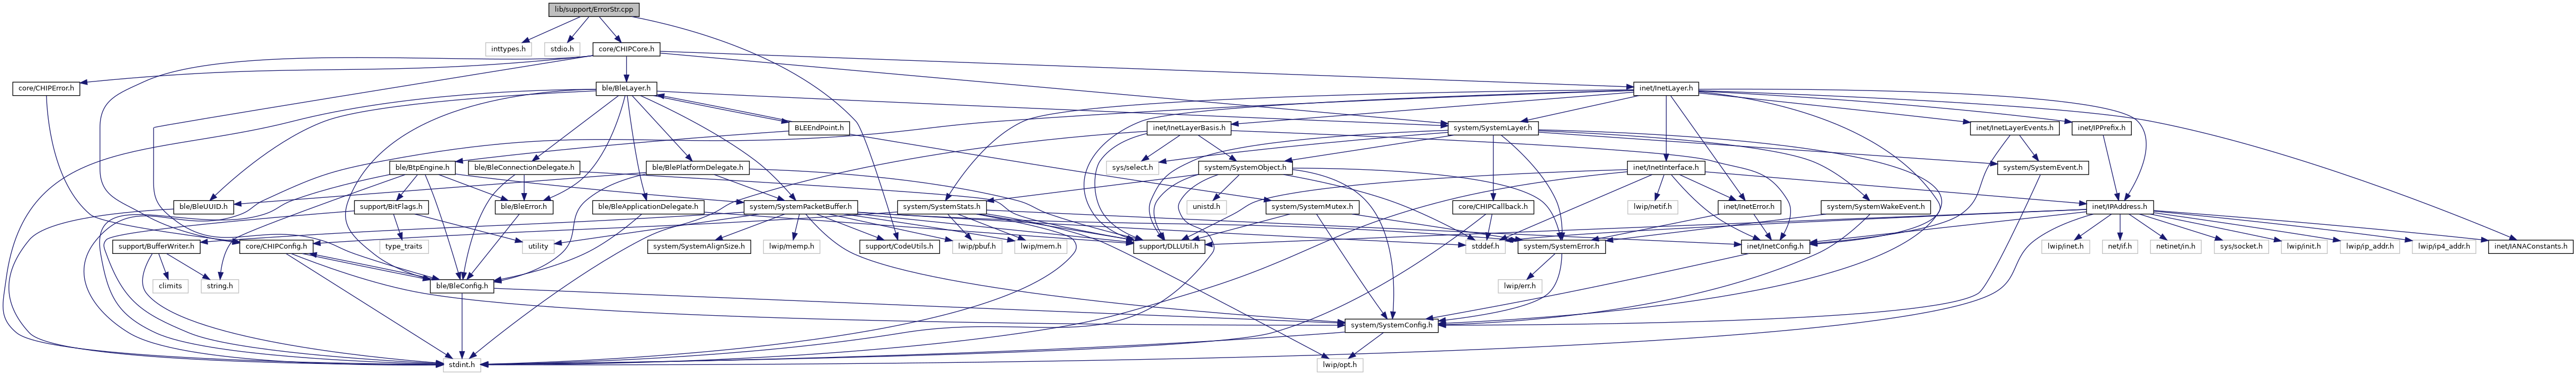 lib/support/ErrorStr.cpp
inttypes.h
stdio.h
core/CHIPCore.h
core/CHIPError.h
ble/BleLayer.h
inet/InetLayer.h
BLEEndPoint.h
inet/InetLayerBasis.h
system/SystemLayer.h
inet/InetLayerEvents.h
inet/IPPrefix.h
ble/BtpEngine.h
ble/BleConnectionDelegate.h
ble/BlePlatformDelegate.h
sys/select.h
system/SystemObject.h
inet/InetInterface.h
system/SystemEvent.h
ble/BleUUID.h
support/BitFlags.h
ble/BleError.h
ble/BleApplicationDelegate.h
system/SystemPacketBuffer.h
system/SystemStats.h
unistd.h
system/SystemMutex.h
core/CHIPCallback.h
lwip/netif.h
inet/InetError.h
system/SystemWakeEvent.h
inet/IPAddress.h
support/BufferWriter.h
core/CHIPConfig.h
type_traits
utility
system/SystemAlignSize.h
lwip/memp.h
support/CodeUtils.h
lwip/pbuf.h
lwip/mem.h
support/DLLUtil.h
stddef.h
system/SystemError.h
inet/InetConfig.h
lwip/inet.h
net/if.h
netinet/in.h
sys/socket.h
lwip/init.h
lwip/ip_addr.h
lwip/ip4_addr.h
inet/IANAConstants.h
climits
string.h
ble/BleConfig.h
lwip/err.h
system/SystemConfig.h
stdint.h
lwip/opt.h